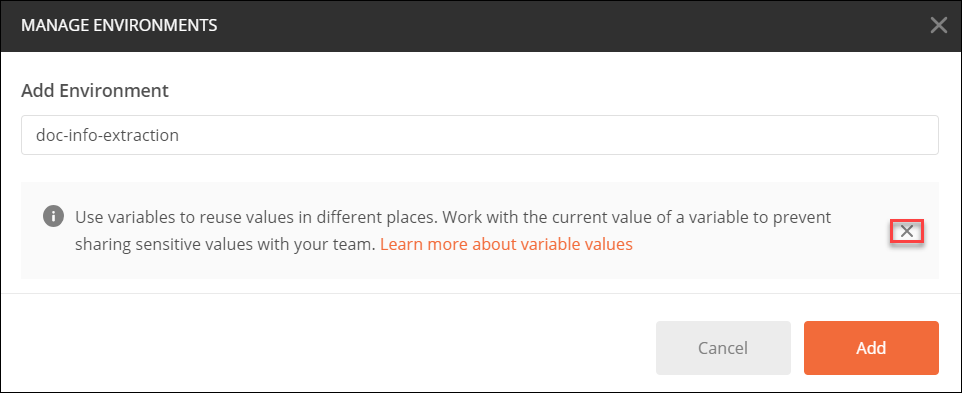 MANAGE ENVIRONMENTS
Add Environment
doc-info-extraction
Use variables to reuse values in different places. Work with the current value of a variable to prevent
sharing sensitive values with your team. Learn more about variable values
Cancel
Add